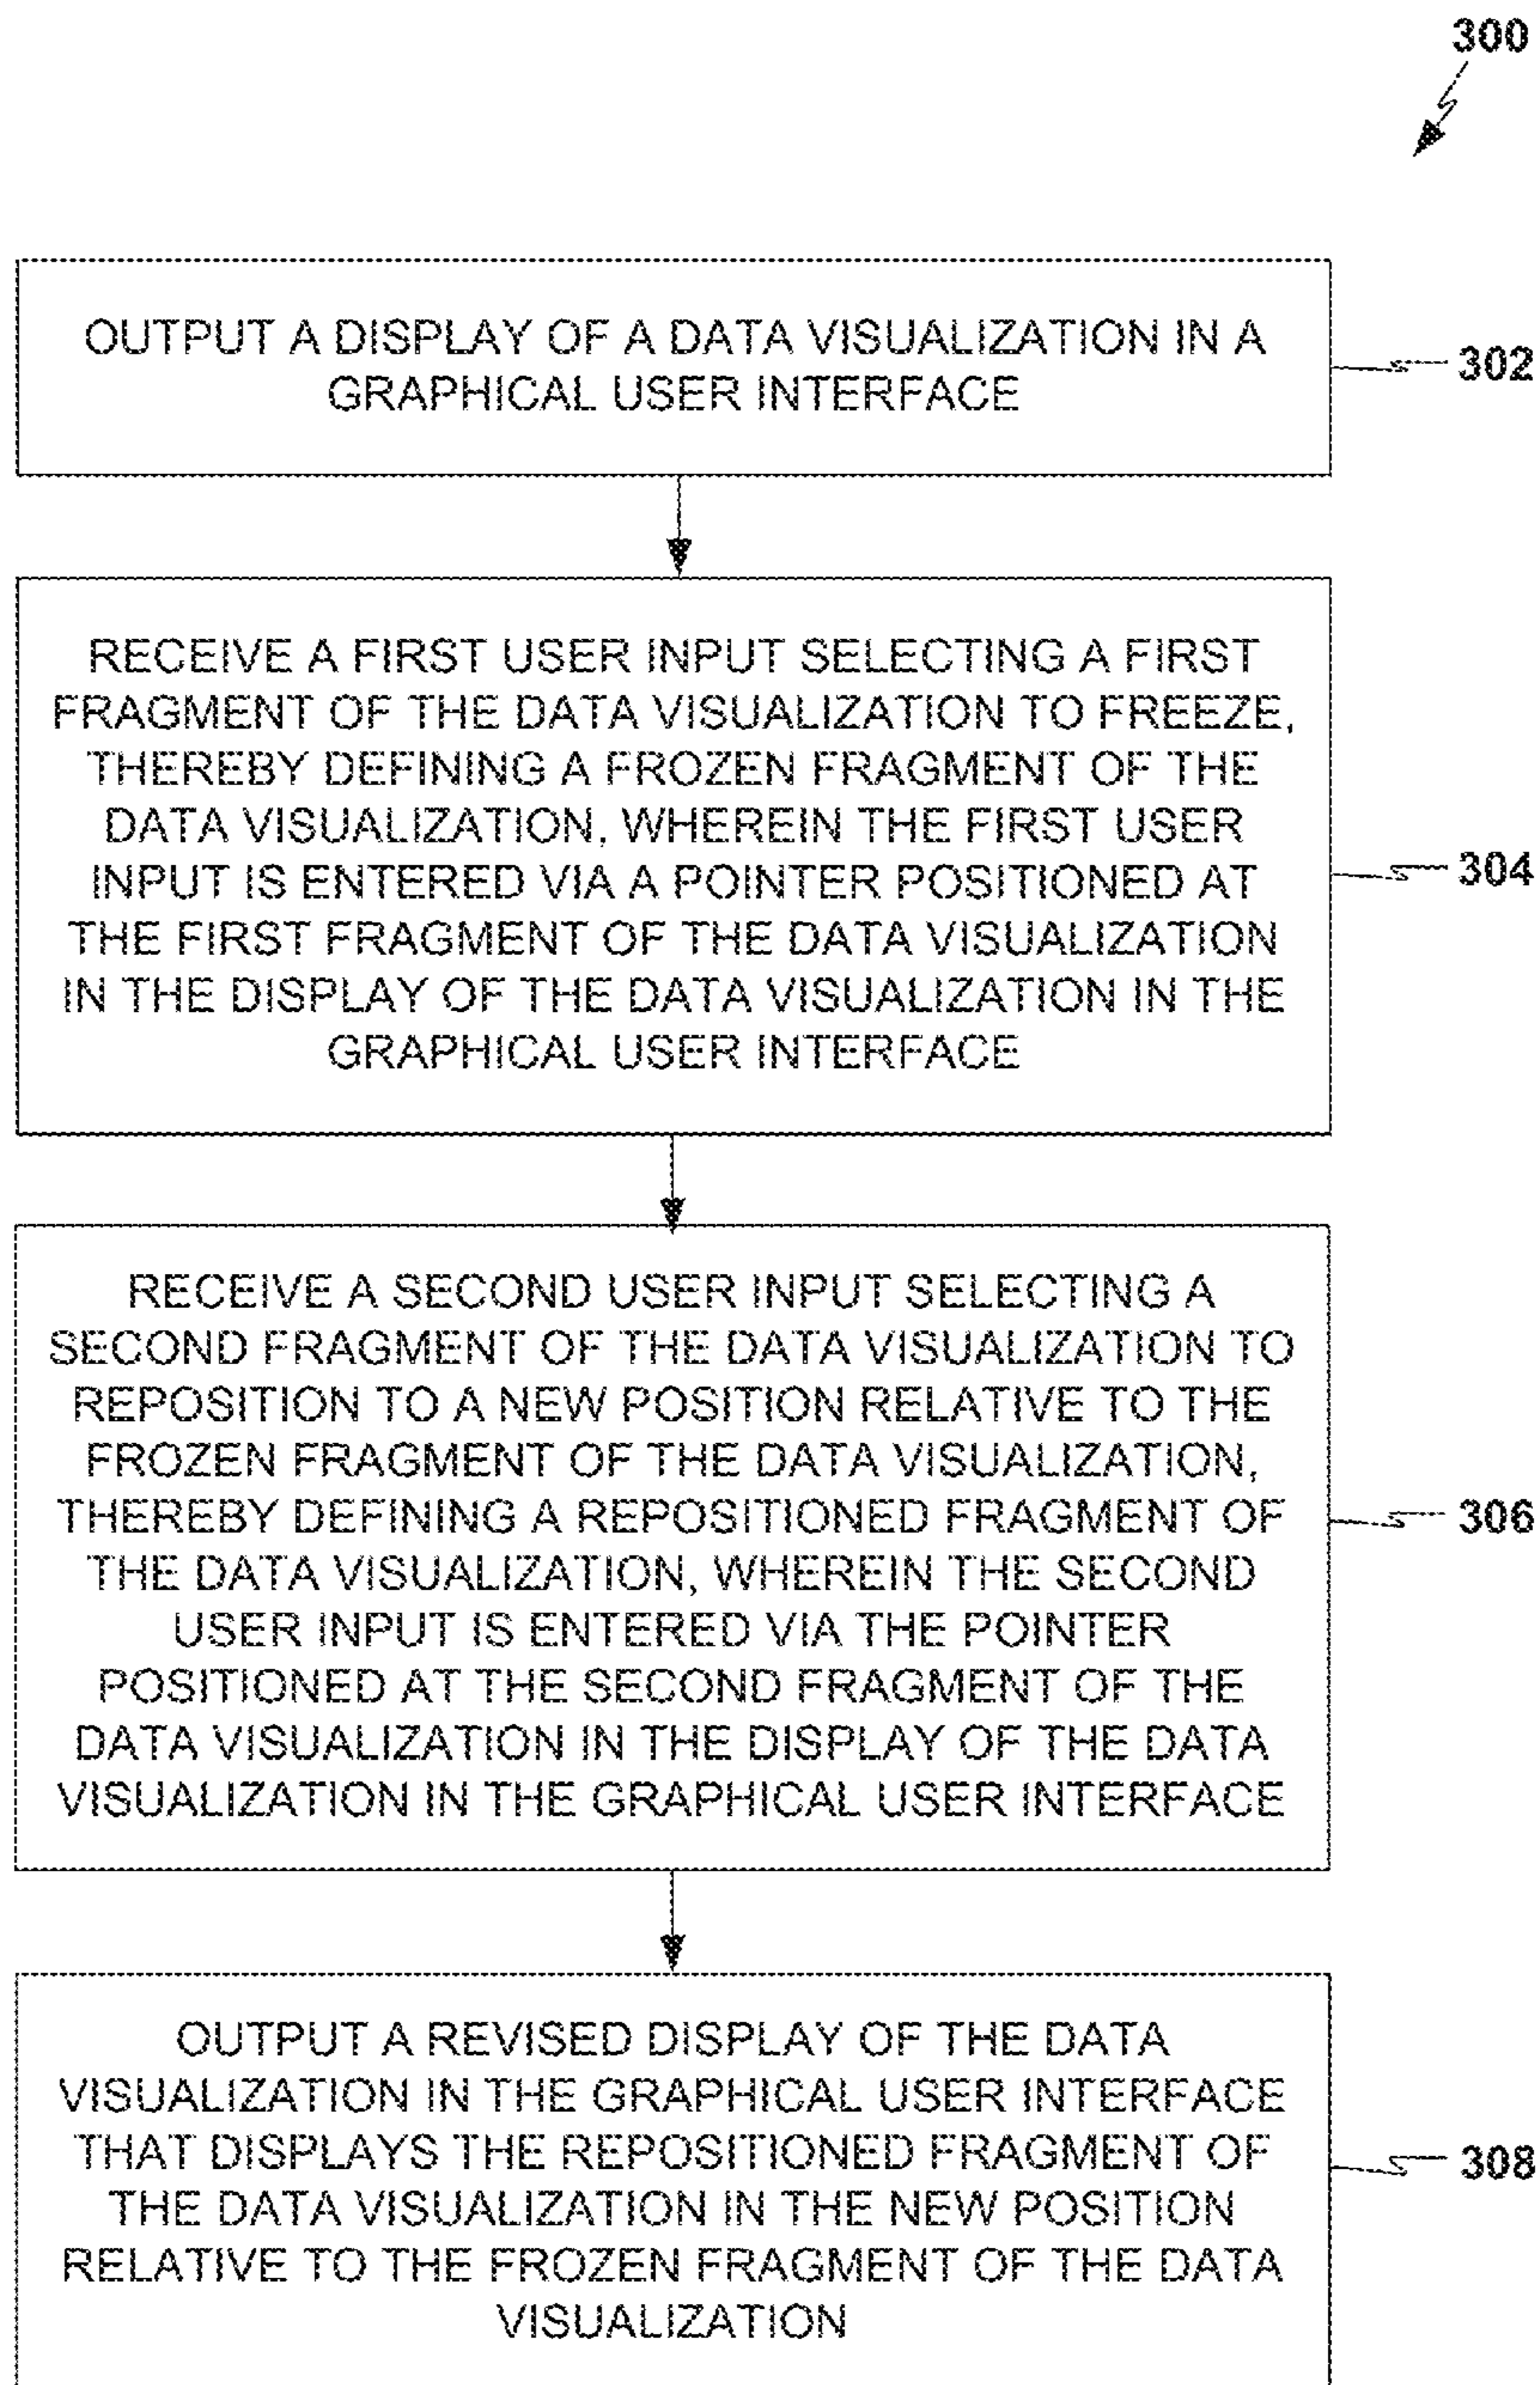 300
OUTPUT A DISPLAY OF A DATA VISUALIZATION IN A
GRAPHICAL USER INTERFACE
302
RECEIVE A FIRST USER INPUT SELECTING A FIRST
FRAGMENT OF THE DATA VISUALIZATION TO FREEZE,
THEREBY DEFINING A FROZEN FRAGMENT OF THE
DATA VISUALIZATION, WHEREIN THE FIRST USER
INPUT IS ENTERED VIA A POINTER POSITIONED AT
THE FIRST FRAGMENT OF THE DATA VISUALIZATION
IN THE DISPLAY OF THE DATA VISUALIZATION IN THE
GRAPHICAL USER INTERFACE
304
RECEIVE A SECOND USER INPUT SELECTING A
SECOND FRAGMENT OF THE DATA VISUALIZATION TO
REPOSITION TO A NEW POSITION RELATIVE TO THE
FROZEN FRAGMENT OF THE DATA VISUALIZATION,
THEREBY DEFINING A REPOSITIONED FRAGMENT OF
THE DATA VISUALIZATION, WHEREIN THE SECOND
USER INPUT IS ENTERED VIA THE POINTER
POSITIONED AT THE SECOND FRAGMENT OF THE
DATA VISUALIZATION IN THE DISPLAY OF THE DATA
VISUALIZATION IN THE GRAPHICAL USER INTERFACE
306
OUTPUT A REVISED DISPLAY OF THE DATA
VISUALIZATION IN THE GRAPHICAL USER INTERFACE
THAT DISPLAYS THE REPOSITIONED FRAGMENT OF
THE DATA VISUALIZATION IN THE NEW POSITION
RELATIVE TO THE FROZEN FRAGMENT OF THE DATA
VISUALIZATION
308